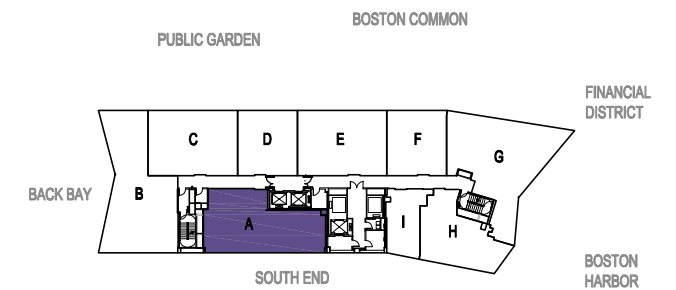 BOSTON COMMON
PUBLIC GARDEN
FINANCIAL
DISTRICT
C D E F
G
BACK BAY
B
A
I
H
SOUTH END
BOSTON
HARBOR